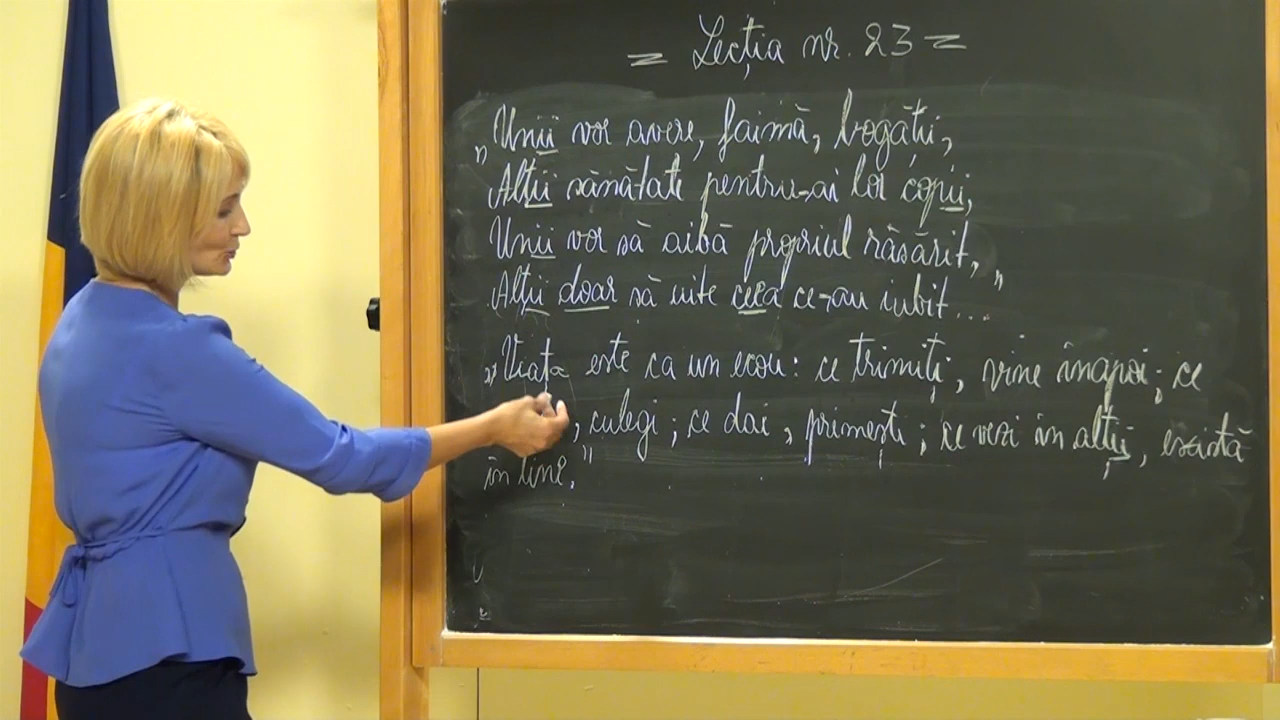 = Lecția nr. 23 =
„Unii vor avere, faimă, bogății,
Alții sănătate pentru-ai lor copii,
Unii vor să aibă propriul răsărit,
Alții doar să uite ceea ce-au iubit..."
„Viața este ca un ecou: ce trimiți, vine înapoi; ce
, culegi; ce dai, primești; ce vezi în alții, există
în tine."